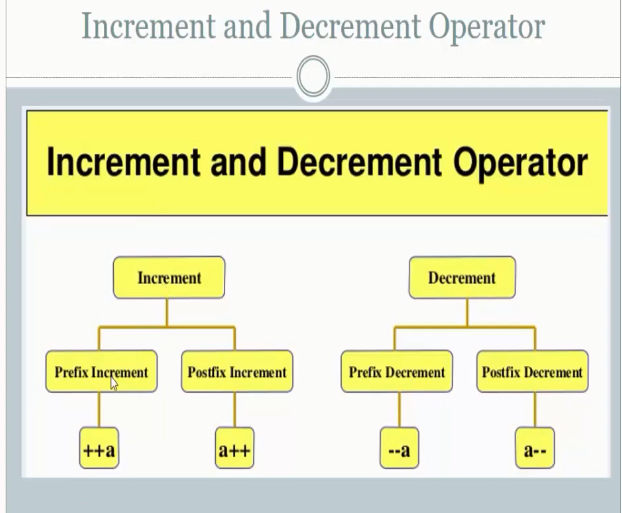 Increment and Decrement Operator
Increment and Decrement Operator
Increment Decrement
Prefix Increment Postfix Increment Prefix Decrement Postfix Decrement
++a a++ --a a--